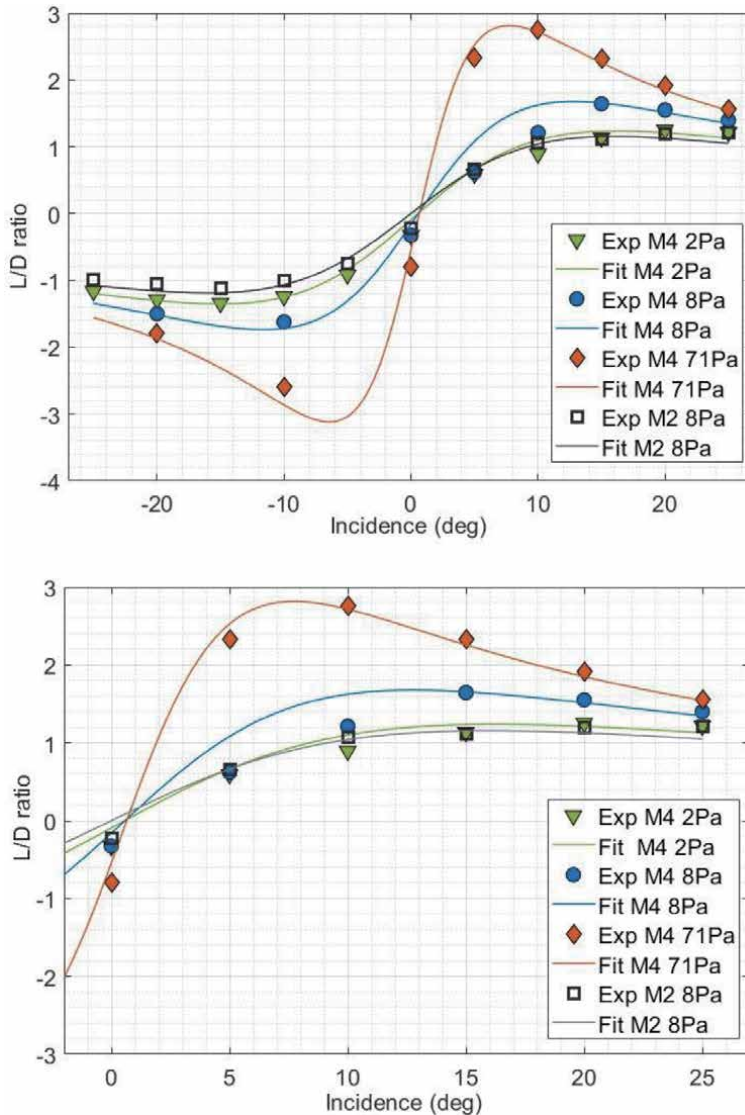 3
2
1
0
-1
-2
-3
-4
L/D ratio
Exp M4 2Pa
Fit M4 2Pa
Exp M4 8Pa
Fit M4 8Pa
Exp M4 71Pa
Fit M4 71Pa
Exp M2 8Pa
Fit M2 8Pa
-20 -10 0 10 20
Incidence (deg)
3
2
1
0
-1
-2
-3
L/D ratio
Exp M4 2Pa
Fit M4 2Pa
Exp M4 8Pa
Fit M4 8Pa
Exp M4 71Pa
Fit M4 71Pa
Exp M2 8Pa
Fit M2 8Pa
0 5 10 15 20 25
Incidence (deg)